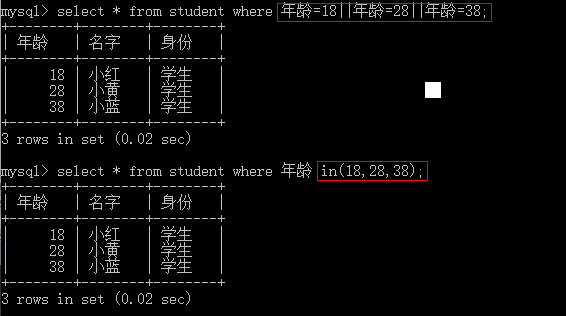 mysql> select * from student where 年龄=18||年龄=28||年龄=38;
+--------+--------+--------+
| 年龄 | 名字 | 身份 |
+--------+--------+--------+
| 18 | 小红 | 学生 |
| 28 | 小黄 | 学生 |
| 38 | 小蓝 | 学生 |
+--------+--------+--------+
3 rows in set (0.02 sec)
mysql> select * from student where 年龄 in(18,28,38);
+--------+--------+--------+
| 年龄 | 名字 | 身份 |
+--------+--------+--------+
| 18 | 小红 | 学生 |
| 28 | 小黄 | 学生 |
| 38 | 小蓝 | 学生 |
+--------+--------+--------+
3 rows in set (0.02 sec)